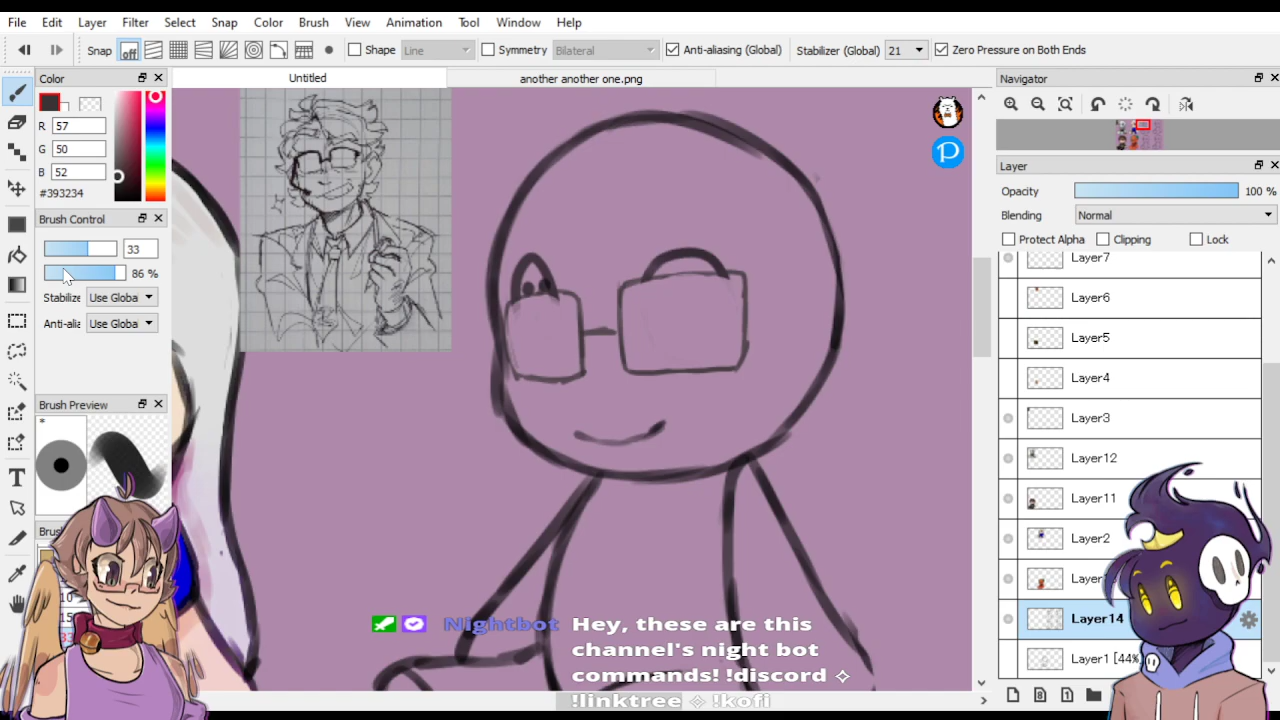 File Edit Layer Filter Select Snap Color Brush View Animation Tool Window Help
Snap off Shape Line Symmetry Bilateral Anti-aliasing (Global) Stabilizer (Global) 21 Zero Pressure on Both Ends
Color
R 57
G 50
B 52
#393234
Brush Control
33
86 %
Stabilize Use Globa
Anti-alia Use Globa
Brush Preview
*
Untitled
another another one.png
P
Nightbot Hey, these are this
channel's night bot
commands! !discord ✧
!linktree ✧ !kofi
Navigator
Layer
Opacity 100 %
Blending Normal
Protect Alpha Clipping Lock
Layer7
Layer6
Layer5
Layer4
Layer3
Layer12
Layer11
Layer2
Layer14
Layer1 [44%